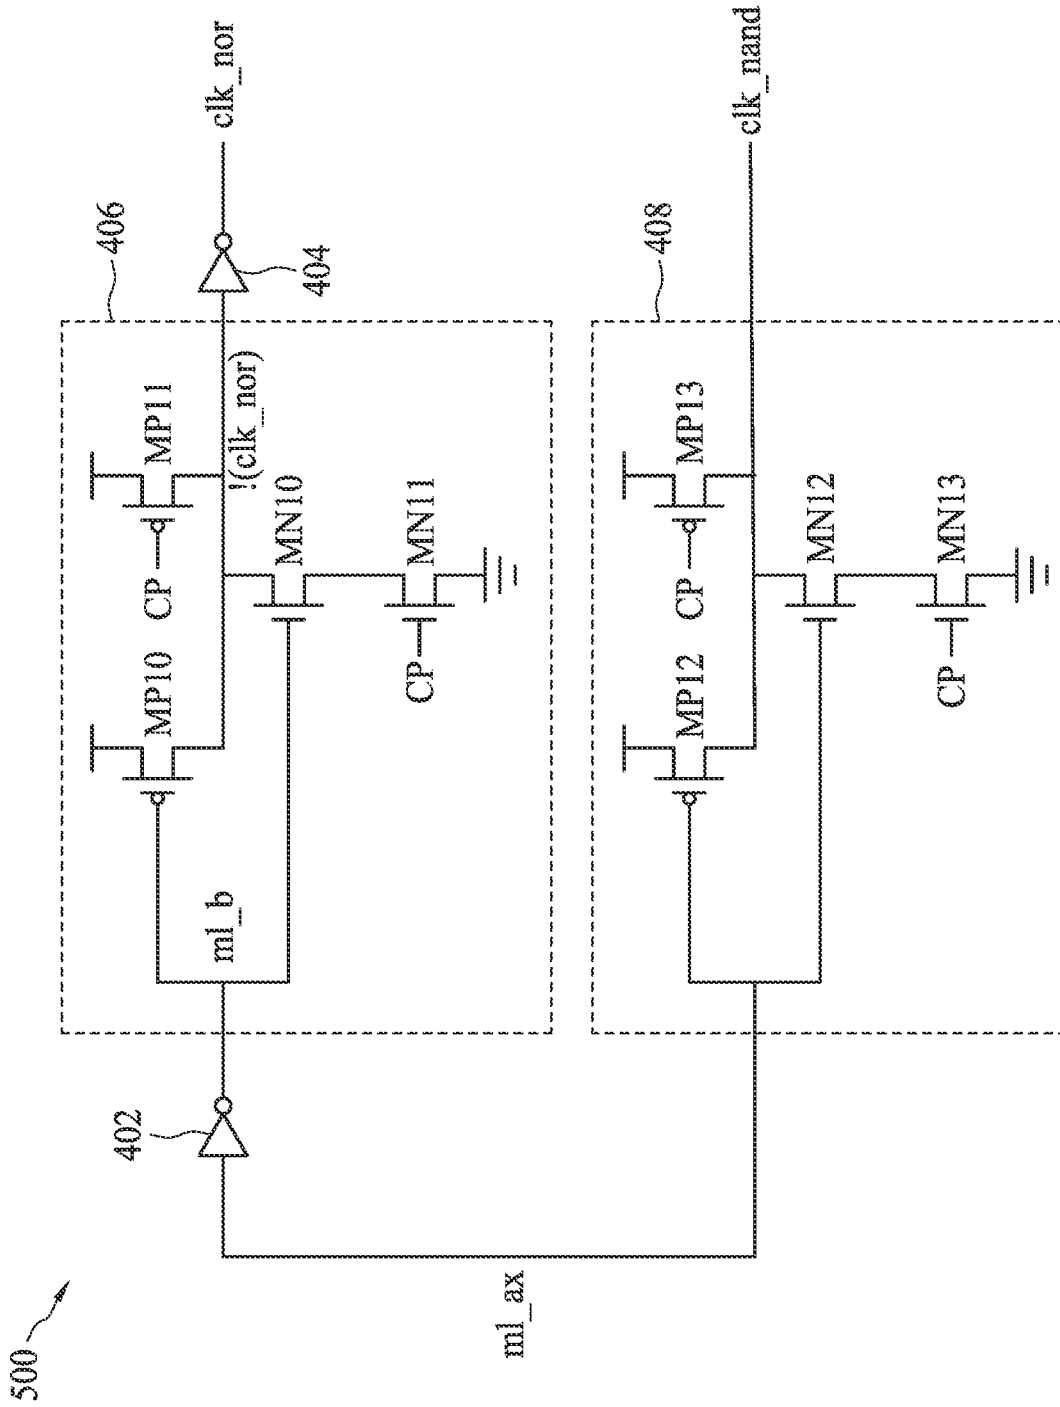 500
ml_ax
402
ml_b
406
MP10
CP
MP11
!(clk_nor)
MN10
CP
MN11
404
clk_nor
408
MP12
CP
MP13
MN12
CP
MN13
clk_nand